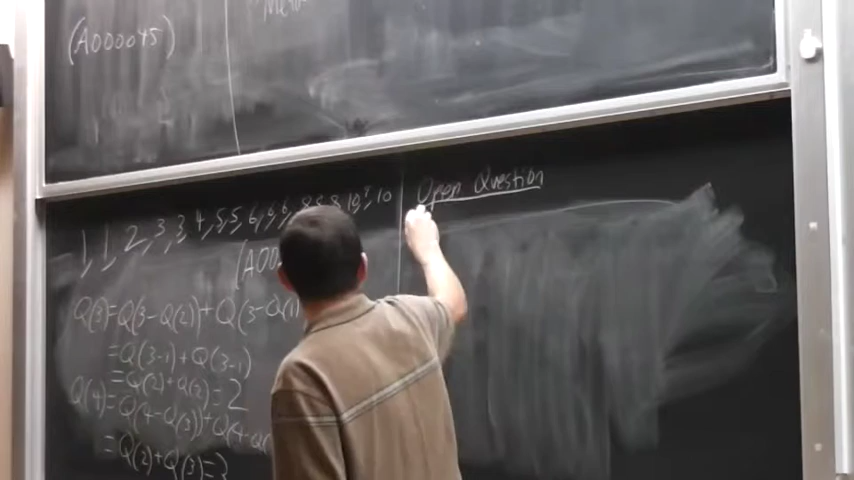 (A000045)
1, 1, 2, 3, 3, 4, 5, 5, 6, 6, 6, 8, 8, 8, 10, 10
Open Question
(A00
Q(3)=Q(3-Q(2))+Q(3-Q(1))
=Q(3-1)+Q(3-1)
=Q(2)+Q(2)=2
Q(4)=Q(4-Q(3))+Q(4-Q
=Q(2)+Q(3)=3